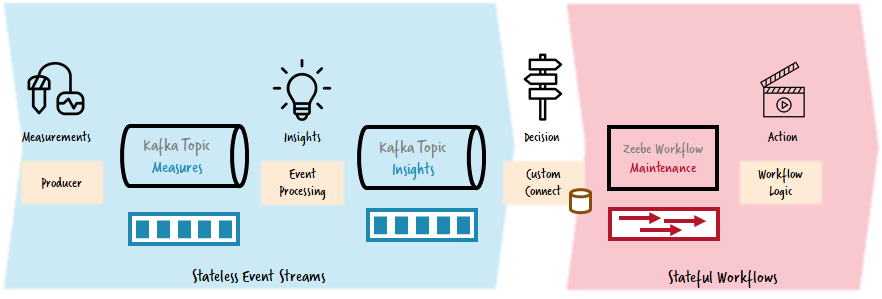 Measurements
Producer
Kafka Topic
Measures
Insights
Event
Processing
Kafka Topic
Insights
Decision
Custom
Connect
Zeebe Workflow
Maintenance
Action
Workflow
Logic
Stateless Event Streams
Stateful Workflows